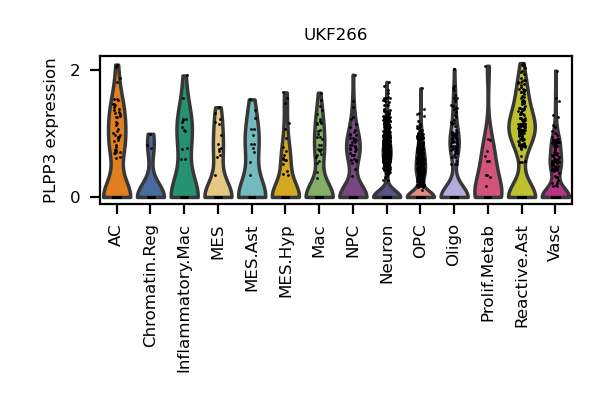 UKF266
PLPP3 expression
2
0
AC
Chromatin.Reg
Inflammatory.Mac
MES
MES.Ast
MES.Hyp
Mac
NPC
Neuron
OPC
Oligo
Prolif.Metab
Reactive.Ast
Vasc